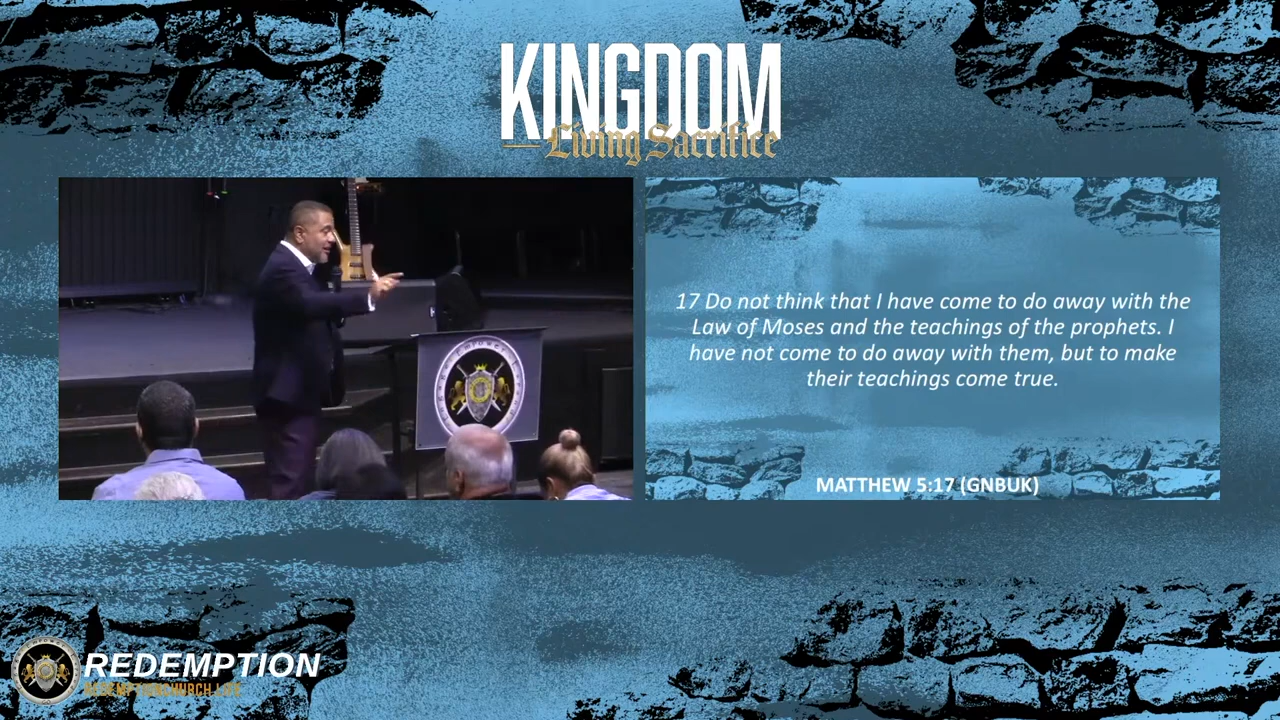 KINGDOM
Living Sacrifice
17 Do not think that I have come to do away with the
Law of Moses and the teachings of the prophets. I
have not come to do away with them, but to make
their teachings come true.
MATTHEW 5:17 (GNBUK)
REDEMPTION
REDEMPTIONCHURCH.LIFE